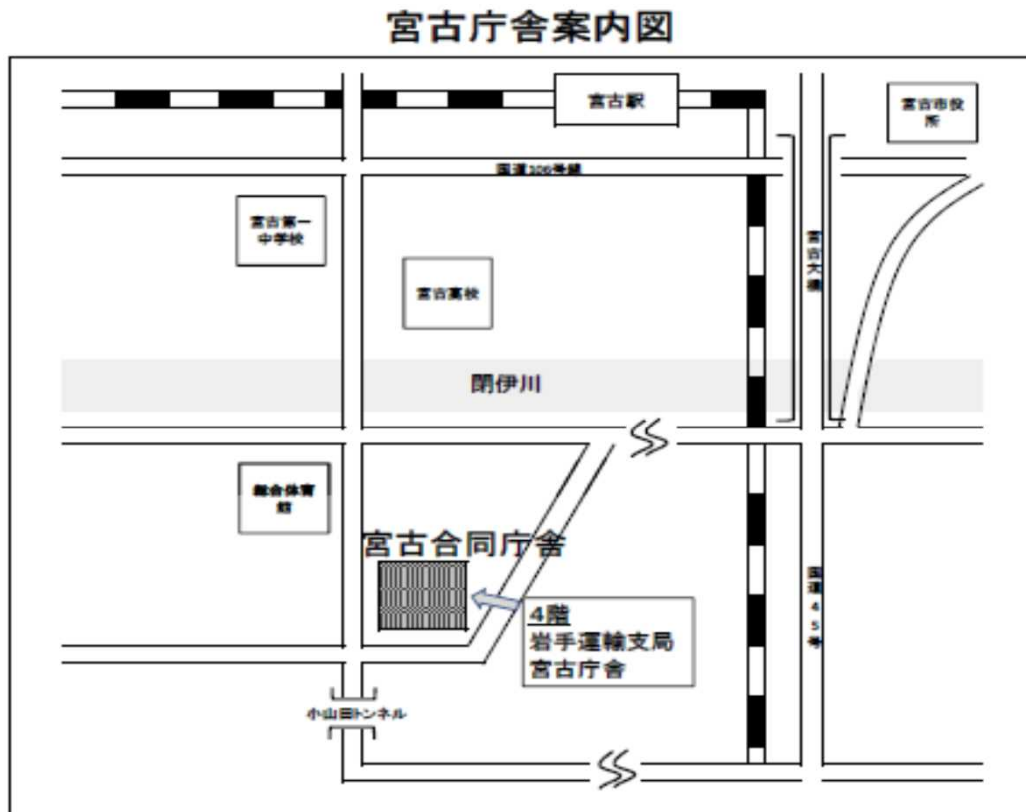 宮古庁舎案内図
宮古駅
宮古市役
所
国道106号線
宮古第一
中学校
宮古高校
宮古大橋
閉伊川
総合体育
館
宮古合同庁舎
4階
岩手運輸支局
宮古庁舎
国道45号
小山田トンネル